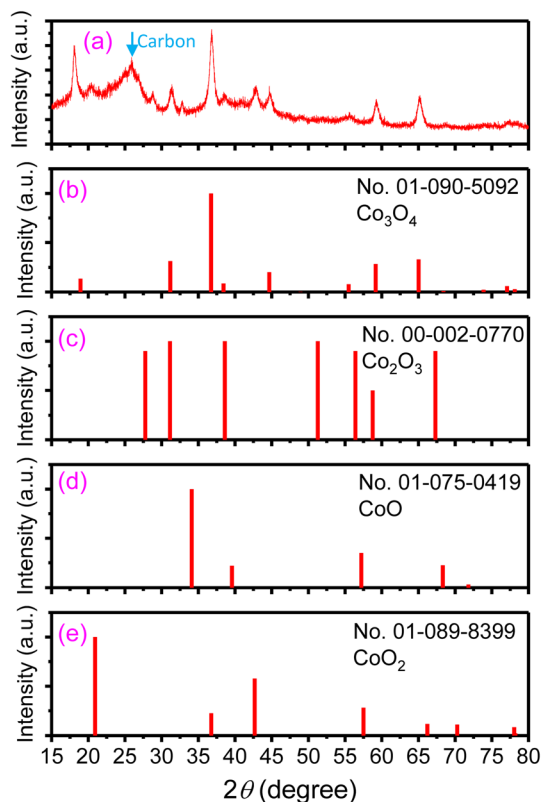 (a)
Carbon
Intensity (a.u.)
(b)
No. 01-090-5092
Co₃O₄
Intensity (a.u.)
(c)
No. 00-002-0770
Co₂O₃
Intensity (a.u.)
(d)
No. 01-075-0419
CoO
Intensity (a.u.)
(e)
No. 01-089-8399
CoO₂
Intensity (a.u.)
15 20 25 30 35 40 45 50 55 60 65 70 75 80
2θ (degree)